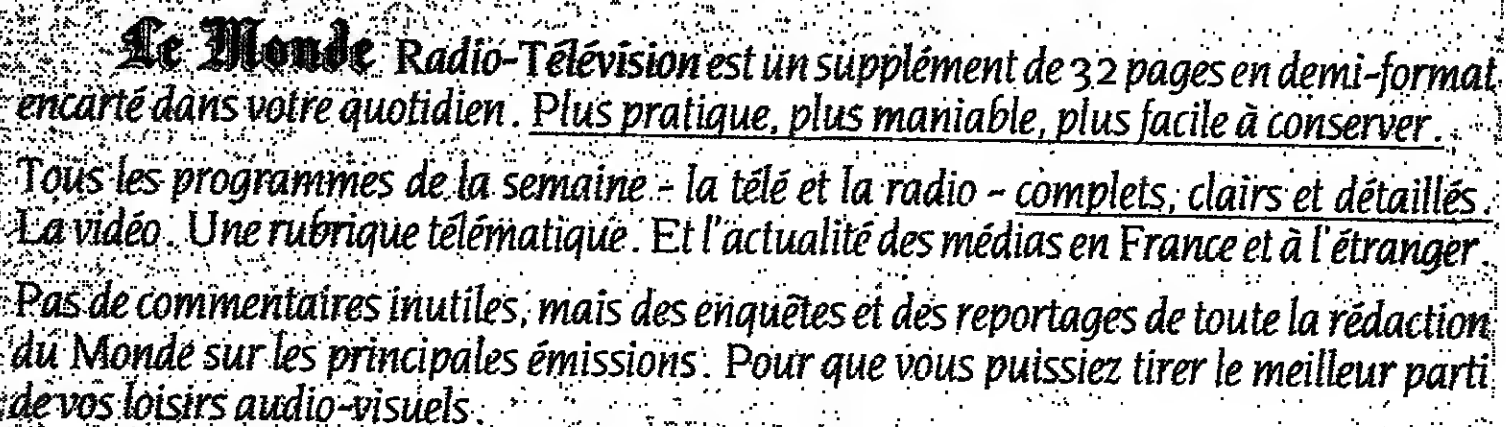 Le Monde Radio-Télévision est un supplément de 32 pages en demi-format
encarté dans votre quotidien. Plus pratique, plus maniable, plus facile à conserver.
Tous les programmes de la semaine - la télé et la radio - complets, clairs et détaillés.
La vidéo. Une rubrique télématique. Et l'actualité des médias en France et à l'étranger.
Pas de commentaires inutiles, mais des enquêtes et des reportages de toute la rédaction
du Monde sur les principales émissions. Pour que vous puissiez tirer le meilleur parti
de vos loisirs audio-visuels.